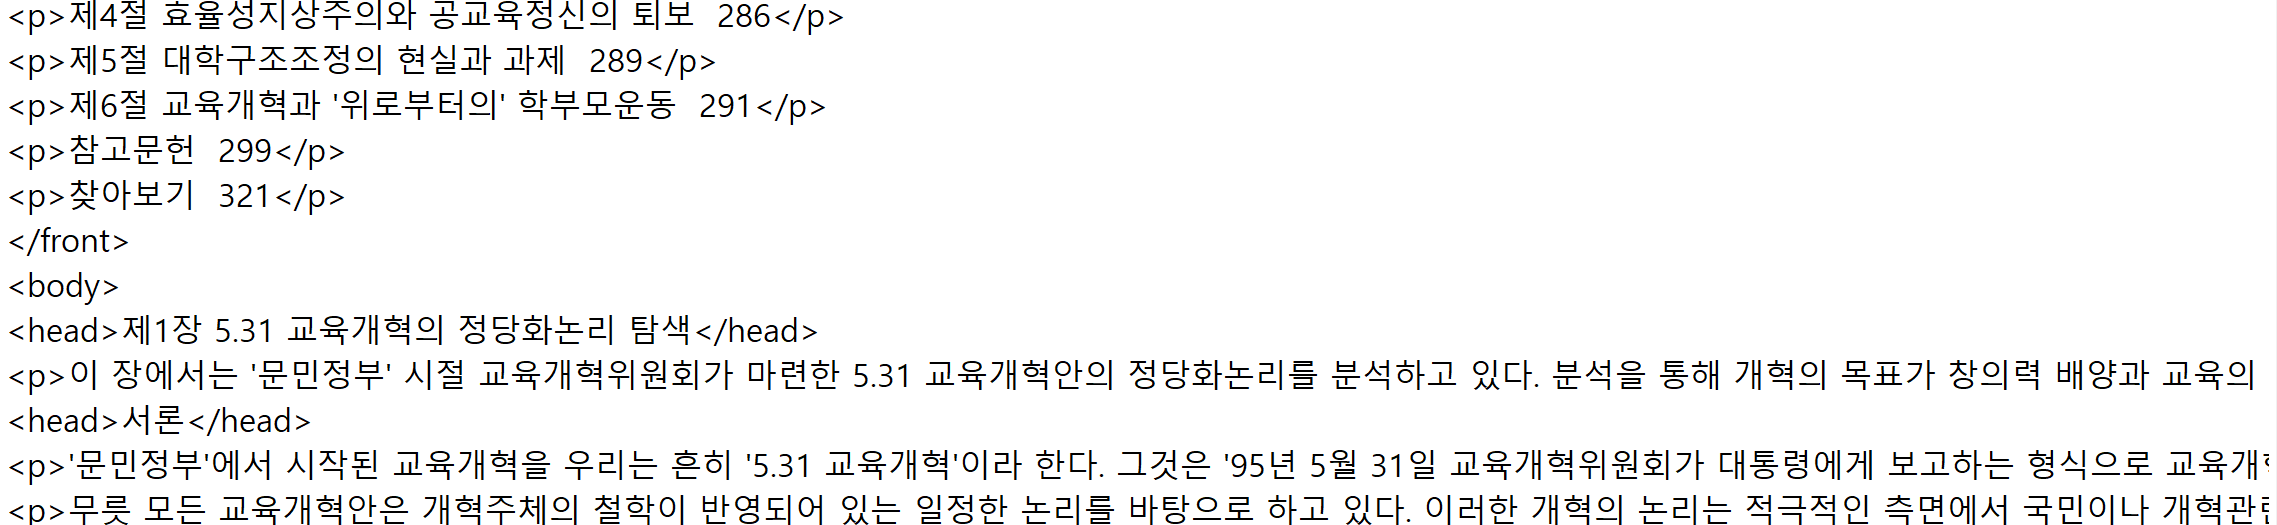 <p>제4절 효율성지상주의와 공교육정신의 퇴보  286</p>
<p>제5절 대학구조조정의 현실과 과제  289</p>
<p>제6절 교육개혁과 '위로부터의' 학부모운동  291</p>
<p>참고문헌  299</p>
<p>찾아보기  321</p>
</front>
<body>
<head>제1장 5.31 교육개혁의 정당화논리 탐색</head>
<p>이 장에서는 '문민정부' 시절 교육개혁위원회가 마련한 5.31 교육개혁안의 정당화논리를 분석하고 있다. 분석을 통해 개혁의 목표가 창의력 배양과 교육의
<head>서론</head>
<p>'문민정부'에서 시작된 교육개혁을 우리는 흔히 '5.31 교육개혁'이라 한다. 그것은 '95년 5월 31일 교육개혁위원회가 대통령에게 보고하는 형식으로
<p>무릇 모든 교육개혁안은 개혁주체의 철학이 반영되어 있는 일정한 논리를 바탕으로 하고 있다. 이러한 개혁의 논리는 적극적인 측면에서 국민이나